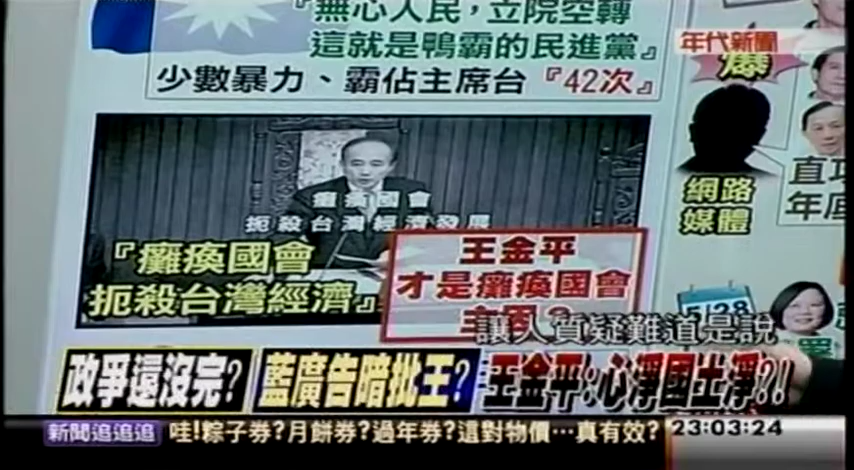 『無心人民，立院空轉
這就是鴨霸的民進黨』
少數暴力、霸佔主席台『42次』
年代新聞
爆
網路
媒體
癱瘓國會
扼殺台灣經濟發展
『癱瘓國會
扼殺台灣經濟』
王金平
才是癱瘓國會
5/28
讓人質疑難道是說
政爭還沒完?
藍廣告暗批王?
王金平:心淨國土淨?!
新聞追追追
哇!粽子券?月餅券?過年券?這對物價…真有效?
23:03:24